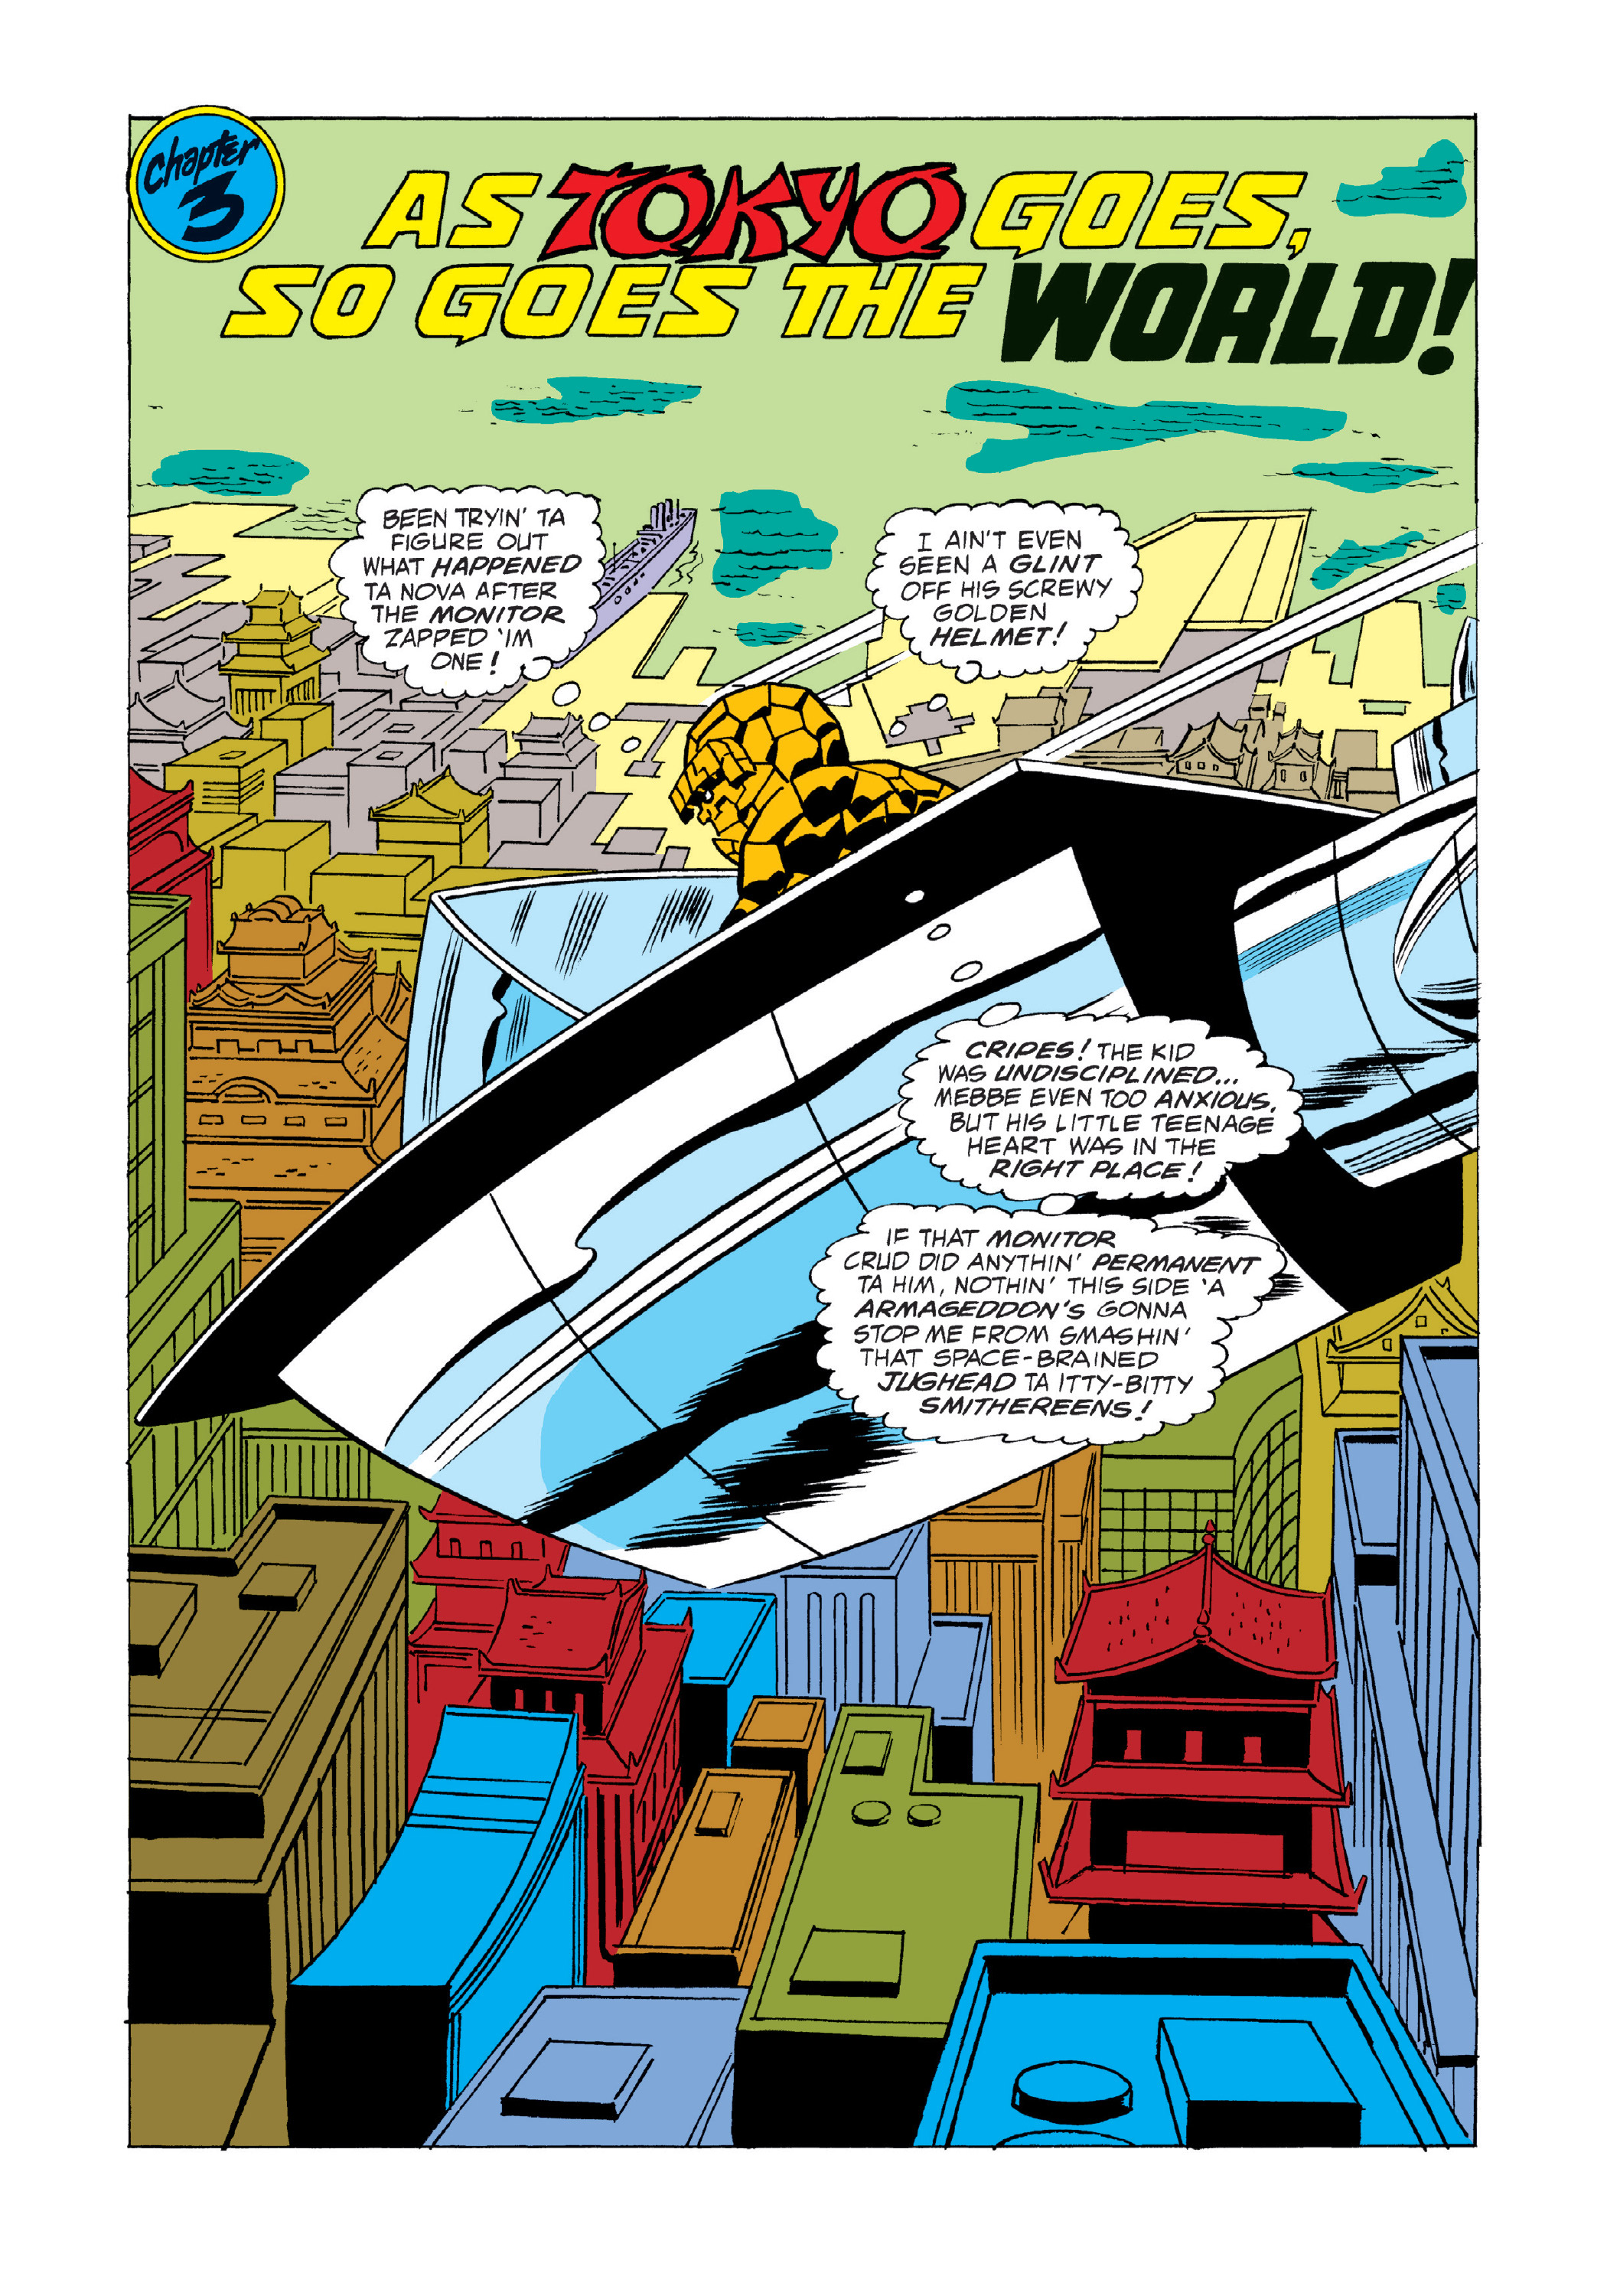 Chapter
3
AS TOKYO GOES,
SO GOES THE WORLD!
BEEN TRYIN' TA
FIGURE OUT
WHAT HAPPENED
TA NOVA AFTER
THE MONITOR
ZAPPED 'IM
ONE!
I AIN'T EVEN
SEEN A GLINT
OFF HIS SCREWY
GOLDEN
HELMET!
CRIPES! THE KID
WAS UNDISCIPLINED...
MEBBE EVEN TOO ANXIOUS,
BUT HIS LITTLE TEENAGE
HEART WAS IN THE
RIGHT PLACE!
IF THAT MONITOR
CRUD DID ANYTHIN' PERMANENT
TA HIM, NOTHIN' THIS SIDE 'A
ARMAGEDDON'S GONNA
STOP ME FROM SMASHIN'
THAT SPACE-BRAINED
JUGHEAD TA ITTY-BITTY
SMITHEREENS!